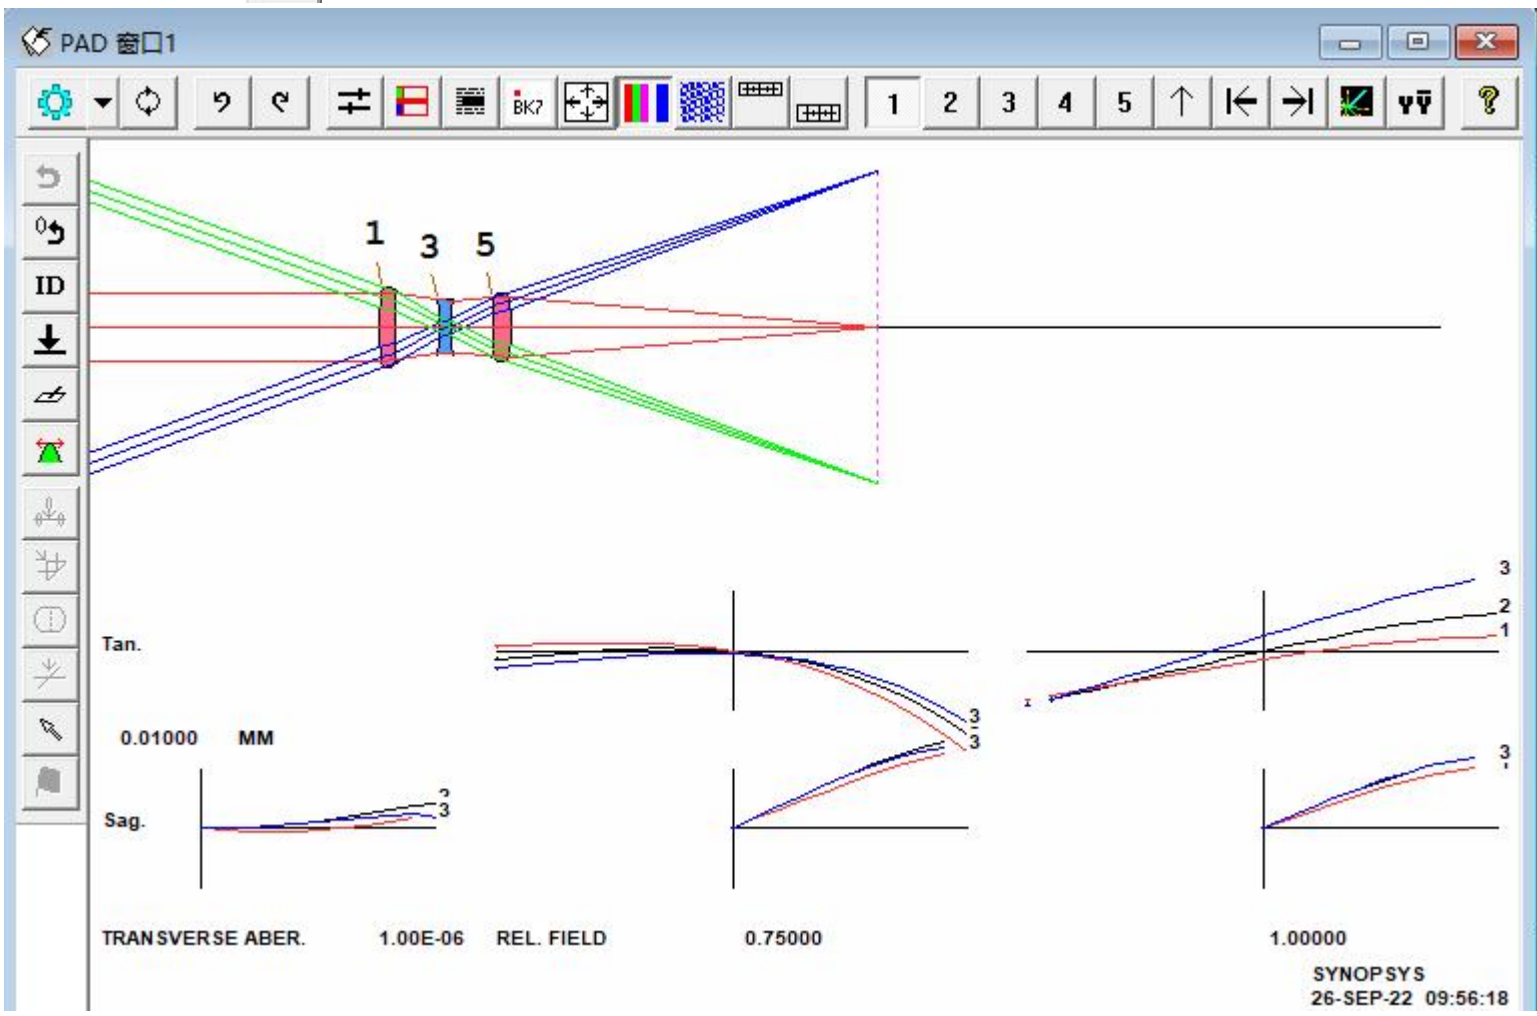 PAD 窗口1
BK7
1 2 3 4 5
ID
1 3 5
3
2
1
Tan.
3
3
0.01000 MM
3
Sag.
3
TRANSVERSE ABER. 1.00E-06 REL. FIELD 0.75000 1.00000
SYNOPSYS
26-SEP-22 09:56:18